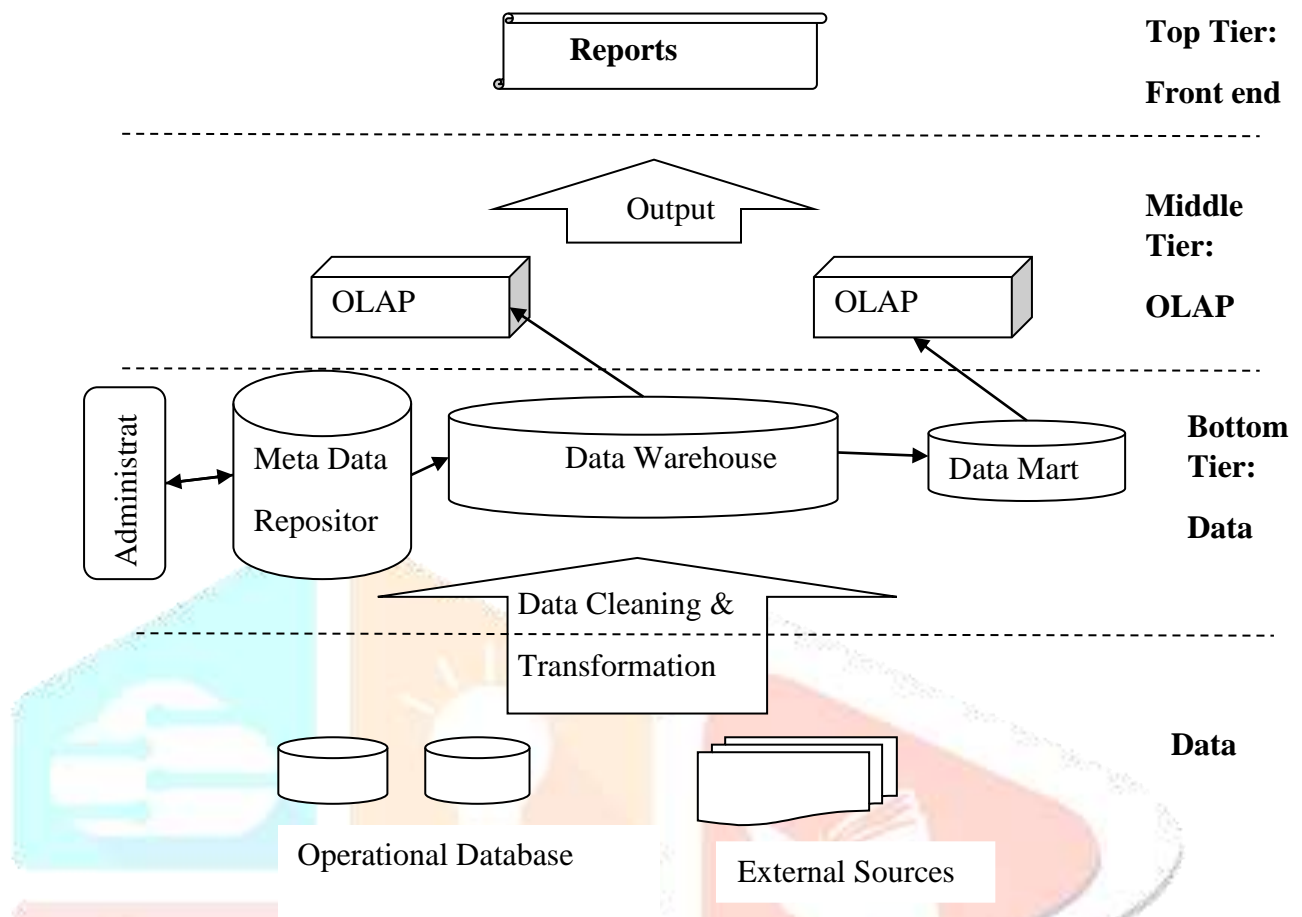 Reports
Top Tier:
Front end
Output
Middle
Tier:
OLAP
OLAP
OLAP
Administrat
Meta Data
Repositor
Data Warehouse
Data Mart
Bottom
Tier:
Data
Data Cleaning &
Transformation
Data
Operational Database
External Sources